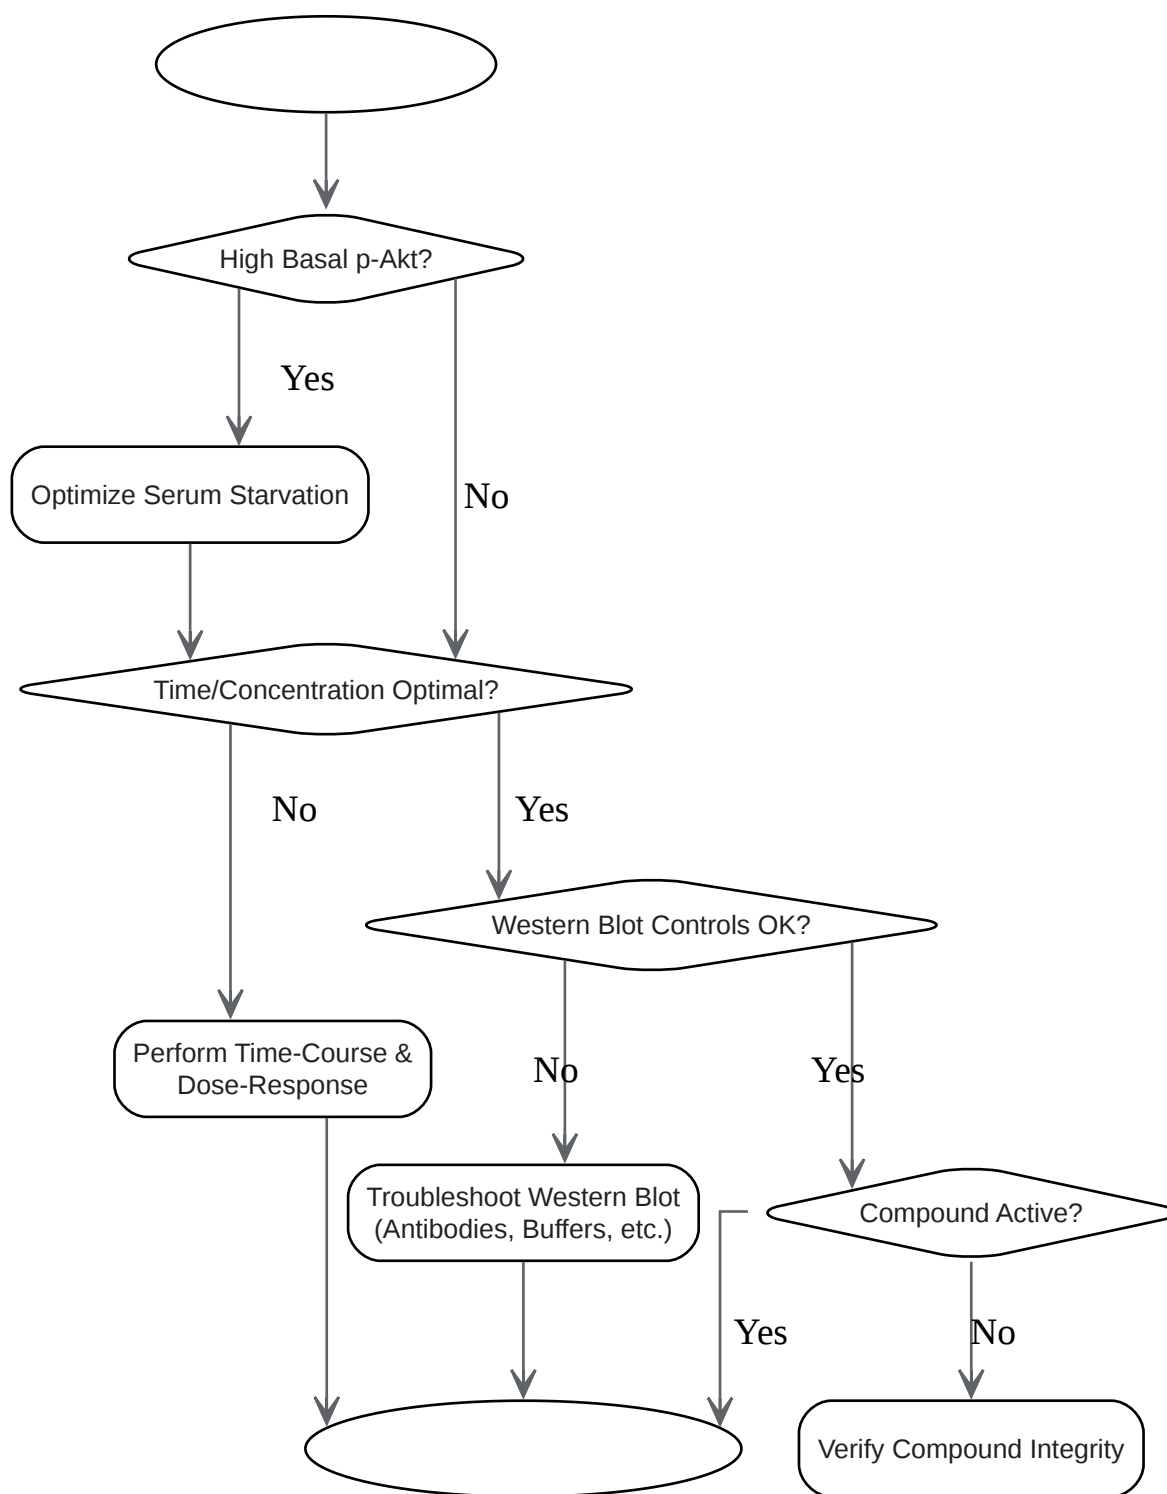 High Basal p-Akt?
Yes
Optimize Serum Starvation
No
Time/Concentration Optimal?
No
Yes
Western Blot Controls OK?
Perform Time-Course &
Dose-Response
No
Yes
Troubleshoot Western Blot
(Antibodies, Buffers, etc.)
Compound Active?
Yes
No
Verify Compound Integrity